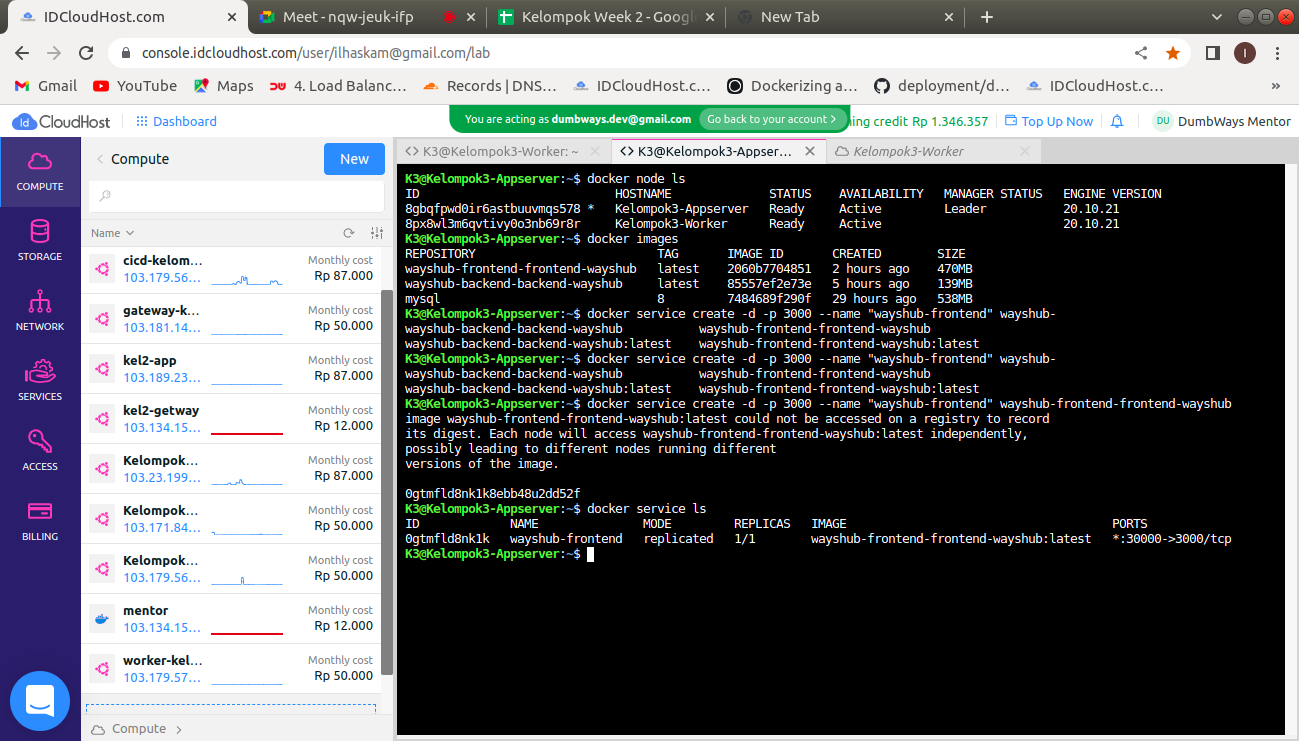 IDCloudHost.com
Meet - nqw-jeuk-ifp
Kelompok Week 2 - Googl
New Tab
console.idcloudhost.com/user/ilhaskam@gmail.com/lab
I
Gmail
YouTube
Maps
4. Load Balanc…
Records | DNS…
IDCloudHost.c…
Dockerizing a…
deployment/d…
IDCloudHost.c…
»
Id CloudHost
Dashboard
You are acting as dumbways.dev@gmail.com
Go back to your account >
ning credit Rp 1.346.357
Top Up Now
DU
DumbWays Mentor
COMPUTE
STORAGE
NETWORK
SERVICES
ACCESS
BILLING
Compute
New
Name
cicd-kelom...
Monthly cost
103.179.56...
Rp 87.000
gateway-k...
Monthly cost
103.181.14...
Rp 50.000
kel2-app
Monthly cost
103.189.23...
Rp 87.000
kel2-getway
Monthly cost
103.134.15...
Rp 12.000
Kelompok...
Monthly cost
103.23.199...
Rp 87.000
Kelompok...
Monthly cost
103.171.84...
Rp 50.000
Kelompok...
Monthly cost
103.179.56...
Rp 50.000
mentor
Monthly cost
103.134.15...
Rp 12.000
worker-kel...
Monthly cost
103.179.57...
Rp 50.000
Compute
<> K3@Kelompok3-Worker: ~
<> K3@Kelompok3-Appser...
Kelompok3-Worker
K3@Kelompok3-Appserver:~$ docker node ls
ID HOSTNAME STATUS AVAILABILITY MANAGER STATUS ENGINE VERSION
8gbqfpwd0ir6astbuuvmqs578 * Kelompok3-Appserver Ready Active Leader 20.10.21
8px8wl3m6qvtivy0o3nb69r8r Kelompok3-Worker Ready Active 20.10.21
K3@Kelompok3-Appserver:~$ docker images
REPOSITORY TAG IMAGE ID CREATED SIZE
wayshub-frontend-frontend-wayshub latest 2060b7704851 2 hours ago 470MB
wayshub-backend-backend-wayshub latest 85557ef2e73e 5 hours ago 139MB
mysql 8 7484689f290f 29 hours ago 538MB
K3@Kelompok3-Appserver:~$ docker service create -d -p 3000 --name "wayshub-frontend" wayshub-
wayshub-backend-backend-wayshub wayshub-frontend-frontend-wayshub
wayshub-backend-backend-wayshub:latest wayshub-frontend-frontend-wayshub:latest
K3@Kelompok3-Appserver:~$ docker service create -d -p 3000 --name "wayshub-frontend" wayshub-
wayshub-backend-backend-wayshub wayshub-frontend-frontend-wayshub
wayshub-backend-backend-wayshub:latest wayshub-frontend-frontend-wayshub:latest
K3@Kelompok3-Appserver:~$ docker service create -d -p 3000 --name "wayshub-frontend" wayshub-frontend-frontend-wayshub
image wayshub-frontend-frontend-wayshub:latest could not be accessed on a registry to record
its digest. Each node will access wayshub-frontend-frontend-wayshub:latest independently,
possibly leading to different nodes running different
versions of the image.
0gtmfld8nk1k8ebb48u2dd52f
K3@Kelompok3-Appserver:~$ docker service ls
ID NAME MODE REPLICAS IMAGE PORTS
0gtmfld8nk1k wayshub-frontend replicated 1/1 wayshub-frontend-frontend-wayshub:latest *:30000->3000/tcp
K3@Kelompok3-Appserver:~$